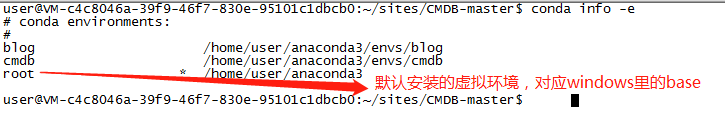 user@VM-c4c8046a-39f9-46f7-830e-95101c1dbcb0:~/sites/CMDB-master$ conda info -e
# conda environments:
#
blog                     /home/user/anaconda3/envs/blog
cmdb                     /home/user/anaconda3/envs/cmdb
root                  *  /home/user/anaconda3
默认安装的虚拟环境，对应windows里的base
user@VM-c4c8046a-39f9-46f7-830e-95101c1dbcb0:~/sites/CMDB-master$